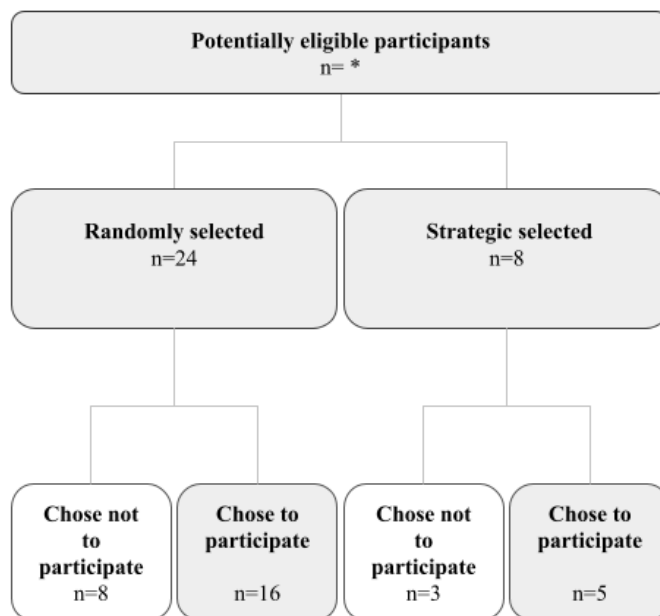 Potentially eligible participants
n= *
Randomly selected
n=24
Strategic selected
n=8
Chose not
to
participate
n=8
Chose to
participate
n=16
Chose not
to
participate
n=3
Chose to
participate
n=5